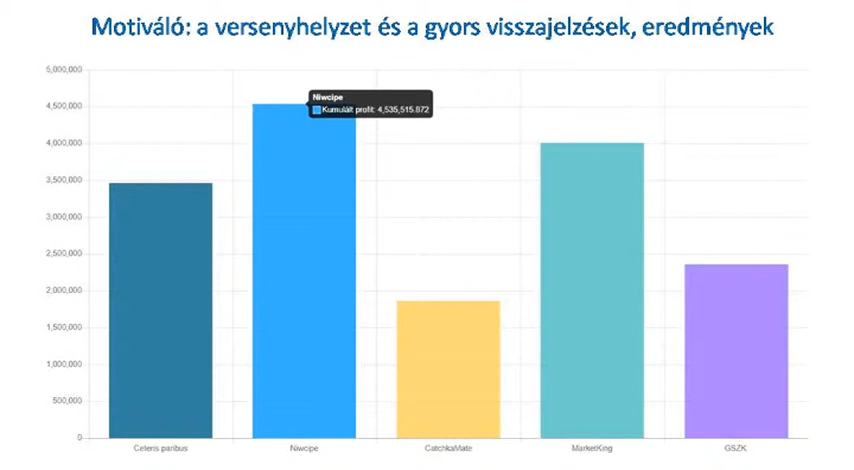 Motiváló: a versenyhelyzet és a gyors visszajelzések, eredmények
5,000,000
4,500,000
4,000,000
3,500,000
3,000,000
2,500,000
2,000,000
1,500,000
1,000,000
500,000
0
Niwcipe
Kumulált profit: 4,535,515.872
Ceteris paribus
Niwcipe
CatchkaMate
MarketKing
GSZK